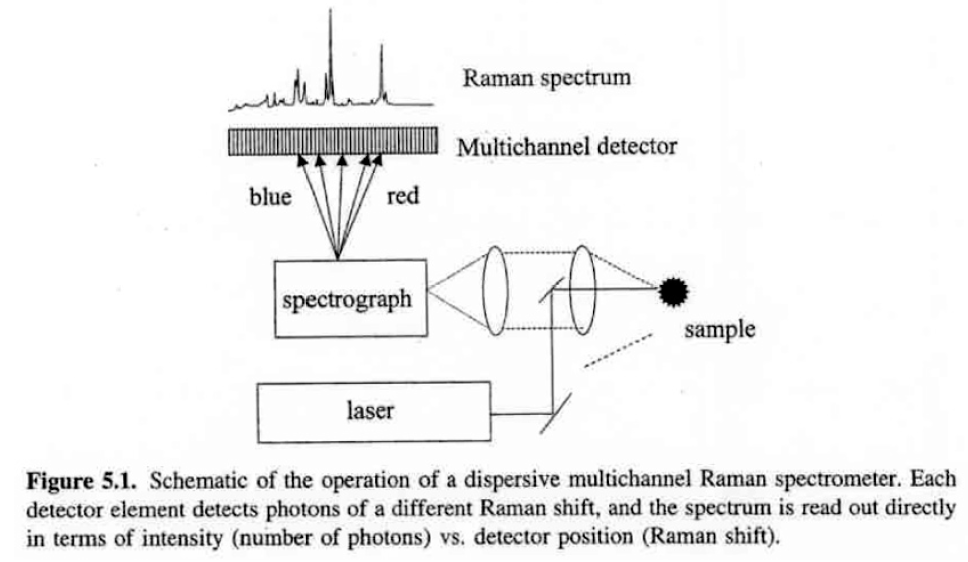 Raman spectrum
Multichannel detector
blue
red
spectrograph
sample
laser
Figure 5.1. Schematic of the operation of a dispersive multichannel Raman spectrometer. Each
detector element detects photons of a different Raman shift, and the spectrum is read out directly
in terms of intensity (number of photons) vs. detector position (Raman shift).